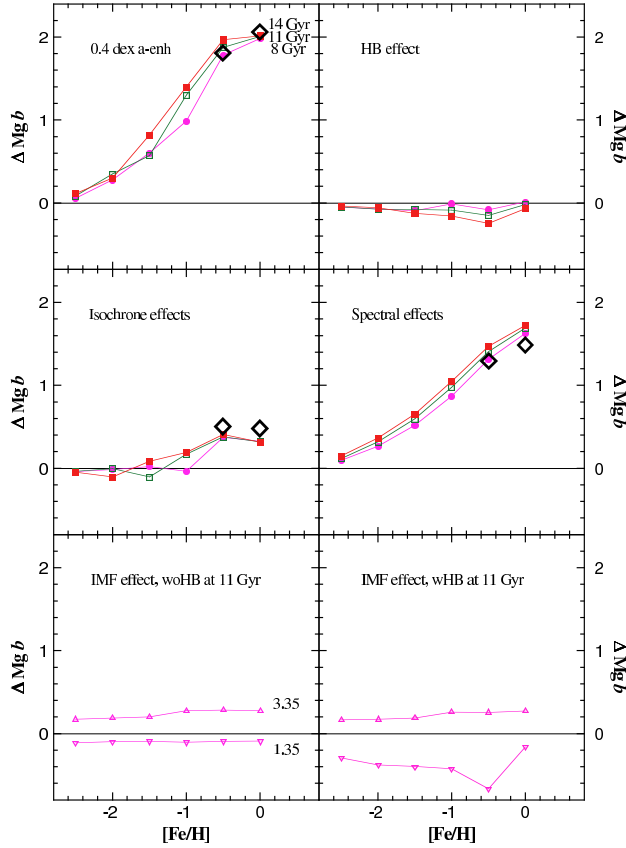 0.4 dex a-enh
14 Gyr
11 Gyr
8 Gyr
HB effect
2
1
0
Δ Mg b
2
1
0
Δ Mg b
Isochrone effects
Spectral effects
2
1
0
Δ Mg b
2
1
0
Δ Mg b
IMF effect, woHB at 11 Gyr
IMF effect, wHB at 11 Gyr
2
1
0
Δ Mg b
3.35
1.35
2
1
0
Δ Mg b
-2 -1 0
-2 -1 0
[Fe/H]
[Fe/H]